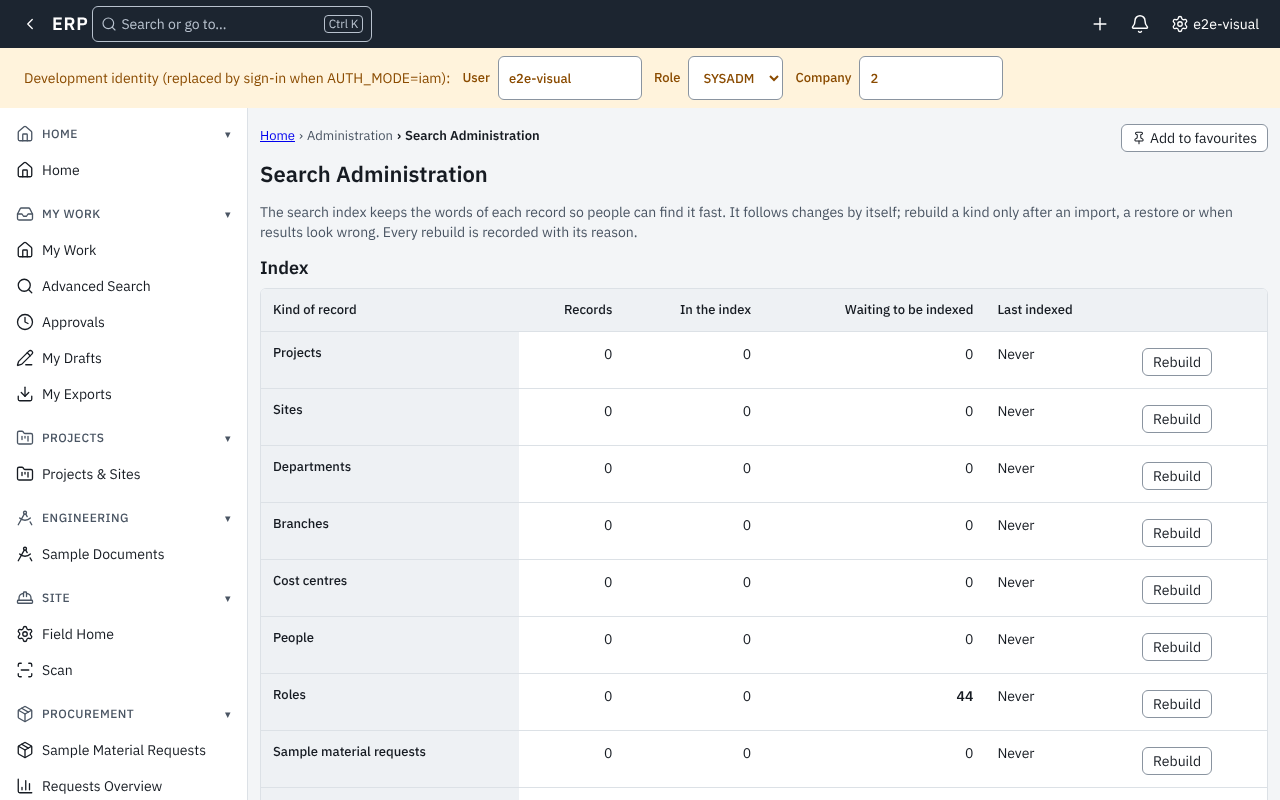 ERP
Search or go to...
Ctrl K
e2e-visual
Development identity (replaced by sign-in when AUTH_MODE=iam):
User
e2e-visual
Role
SYSADM
Company
2
HOME
Home
MY WORK
My Work
Advanced Search
Approvals
My Drafts
My Exports
PROJECTS
Projects & Sites
ENGINEERING
Sample Documents
SITE
Field Home
Scan
PROCUREMENT
Sample Material Requests
Requests Overview
Home › Administration › Search Administration
Add to favourites
Search Administration
The search index keeps the words of each record so people can find it fast. It follows changes by itself; rebuild a kind only after an import, a restore or when
results look wrong. Every rebuild is recorded with its reason.
Index
Kind of record Records In the index Waiting to be indexed Last indexed
Projects 0 0 0 Never Rebuild
Sites 0 0 0 Never Rebuild
Departments 0 0 0 Never Rebuild
Branches 0 0 0 Never Rebuild
Cost centres 0 0 0 Never Rebuild
People 0 0 0 Never Rebuild
Roles 0 0 44 Never Rebuild
Sample material requests 0 0 0 Never Rebuild